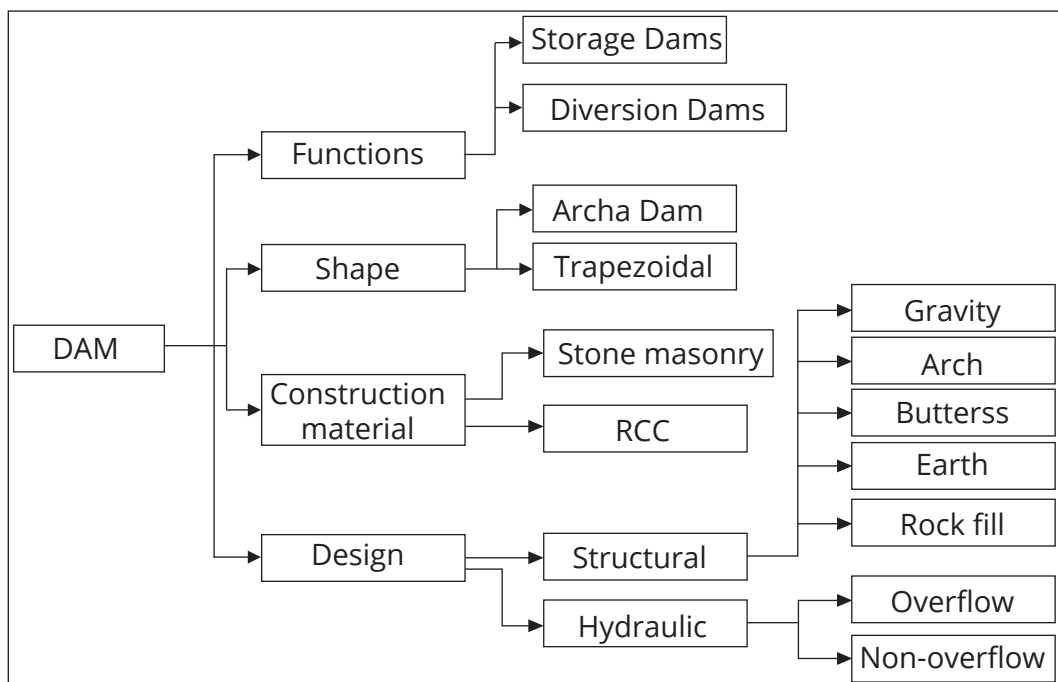 Storage Dams
Diversion Dams
Functions
Archa Dam
Shape
Trapezoidal
Gravity
DAM
Stone masonry
Arch
Construction
material
RCC
Butterss
Earth
Rock fill
Design
Structural
Hydraulic
Overflow
Non-overflow